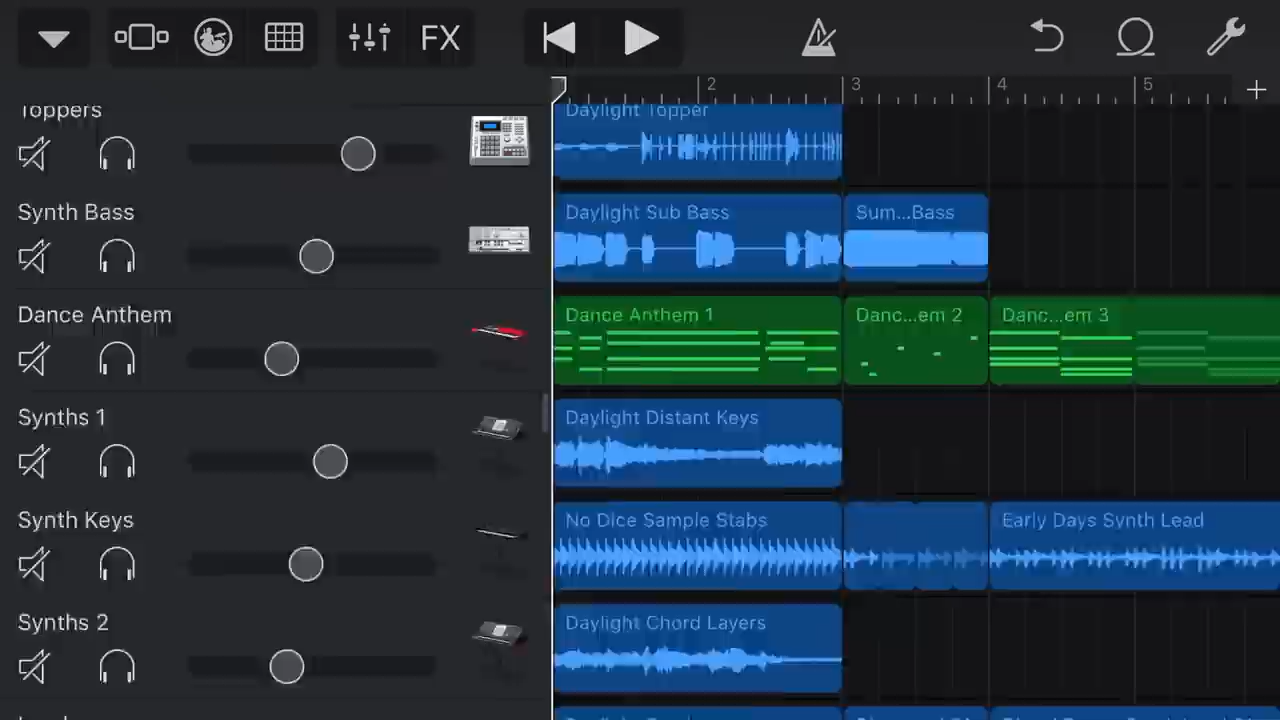 FX
2
3
4
5
Toppers
Daylight Topper
Synth Bass
Daylight Sub Bass
Sum...Bass
Dance Anthem
Dance Anthem 1
Danc...em 2
Danc...em 3
Synths 1
Daylight Distant Keys
Synth Keys
No Dice Sample Stabs
Early Days Synth Lead
Synths 2
Daylight Chord Layers